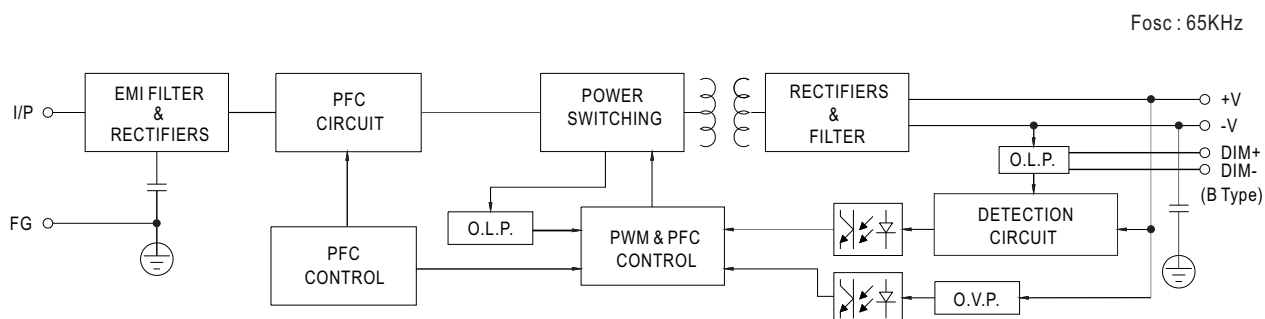 Fosc : 65KHz
I/P
EMI FILTER
&
RECTIFIERS
PFC
CIRCUIT
POWER
SWITCHING
RECTIFIERS
&
FILTER
+V
-V
DIM+
DIM-
(B Type)
O.L.P.
FG
O.L.P.
PFC
CONTROL
PWM & PFC
CONTROL
DETECTION
CIRCUIT
O.V.P.